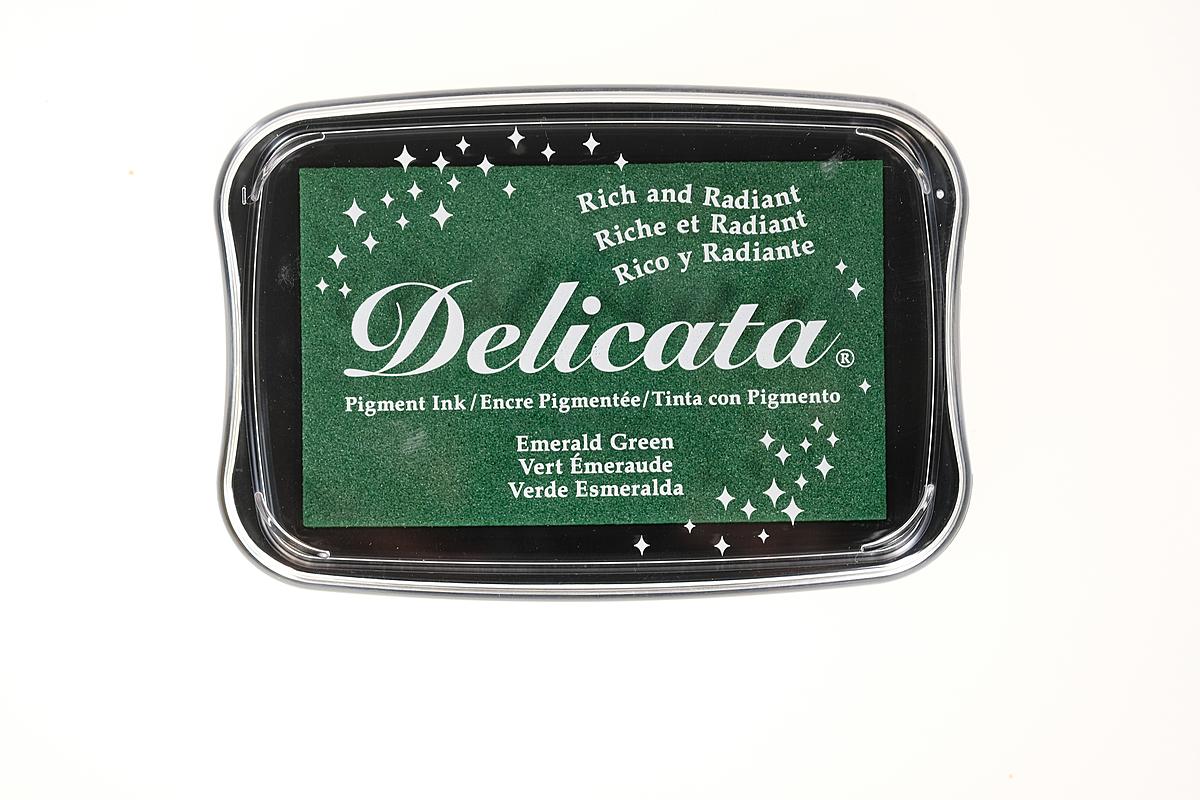 Rich and Radiant
Riche et Radiant
Rico y Radiante
Delicata®
Pigment Ink/Encre Pigmentée/Tinta con Pigmento
Emerald Green
Vert Émeraude
Verde Esmeralda